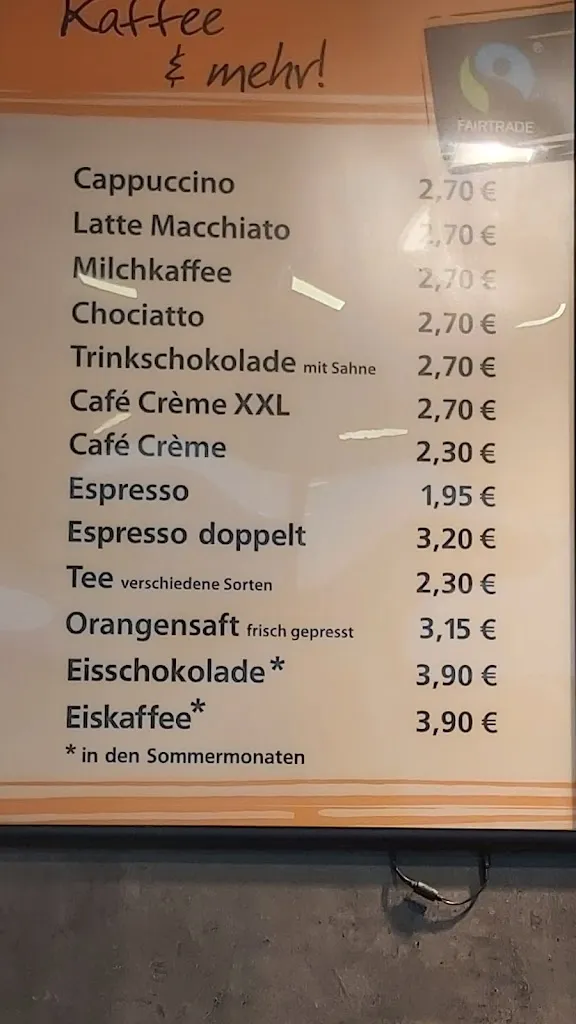 Kaffee
& mehr!
FAIRTRADE
Cappuccino 2,70 €
Latte Macchiato 2,70 €
Milchkaffee 2,70 €
Chociatto 2,70 €
Trinkschokolade mit Sahne 2,70 €
Café Crème XXL 2,70 €
Café Crème 2,30 €
Espresso 1,95 €
Espresso doppelt 3,20 €
Tee verschiedene Sorten 2,30 €
Orangensaft frisch gepresst 3,15 €
Eisschokolade* 3,90 €
Eiskaffee* 3,90 €
* in den Sommermonaten